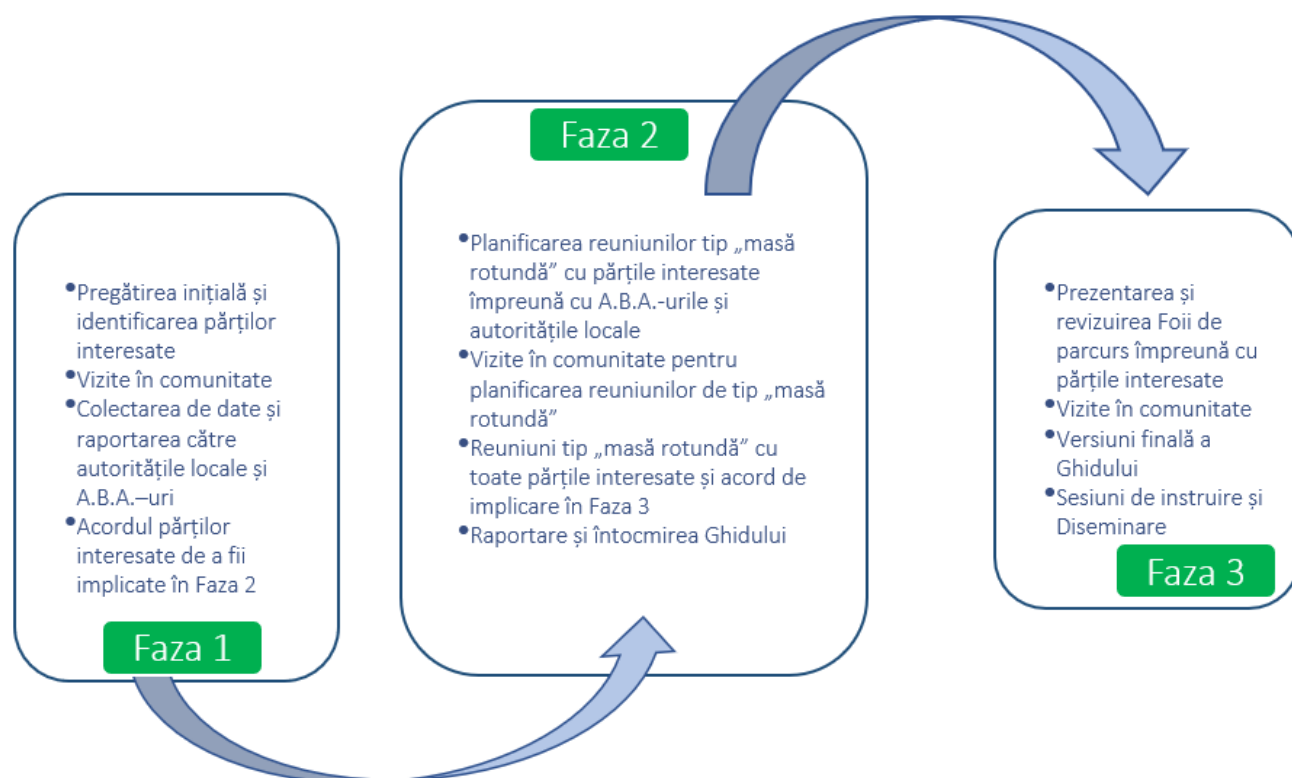 •Pregătirea inițială și
identificarea părților
interesate
•Vizite în comunitate
•Colectarea de date și
raportarea către
autoritățile locale și
A.B.A.–uri
•Acordul părților
interesate de a fii
implicate în Faza 2
Faza 1
Faza 2
•Planificarea reuniunilor tip „masă
rotundă” cu părțile interesate
împreună cu A.B.A.-urile și
autoritățile locale
•Vizite în comunitate pentru
planificarea reuniunilor de tip „masă
rotundă”
•Reuniuni tip „masă rotundă” cu
toate părțile interesate și acord de
implicare în Faza 3
•Raportare și întocmirea Ghidului
•Prezentarea și
revizuirea Foii de
parcurs împreună cu
părțile interesate
•Vizite în comunitate
•Versiuni finală a
Ghidului
•Sesiuni de instruire și
Diseminare
Faza 3